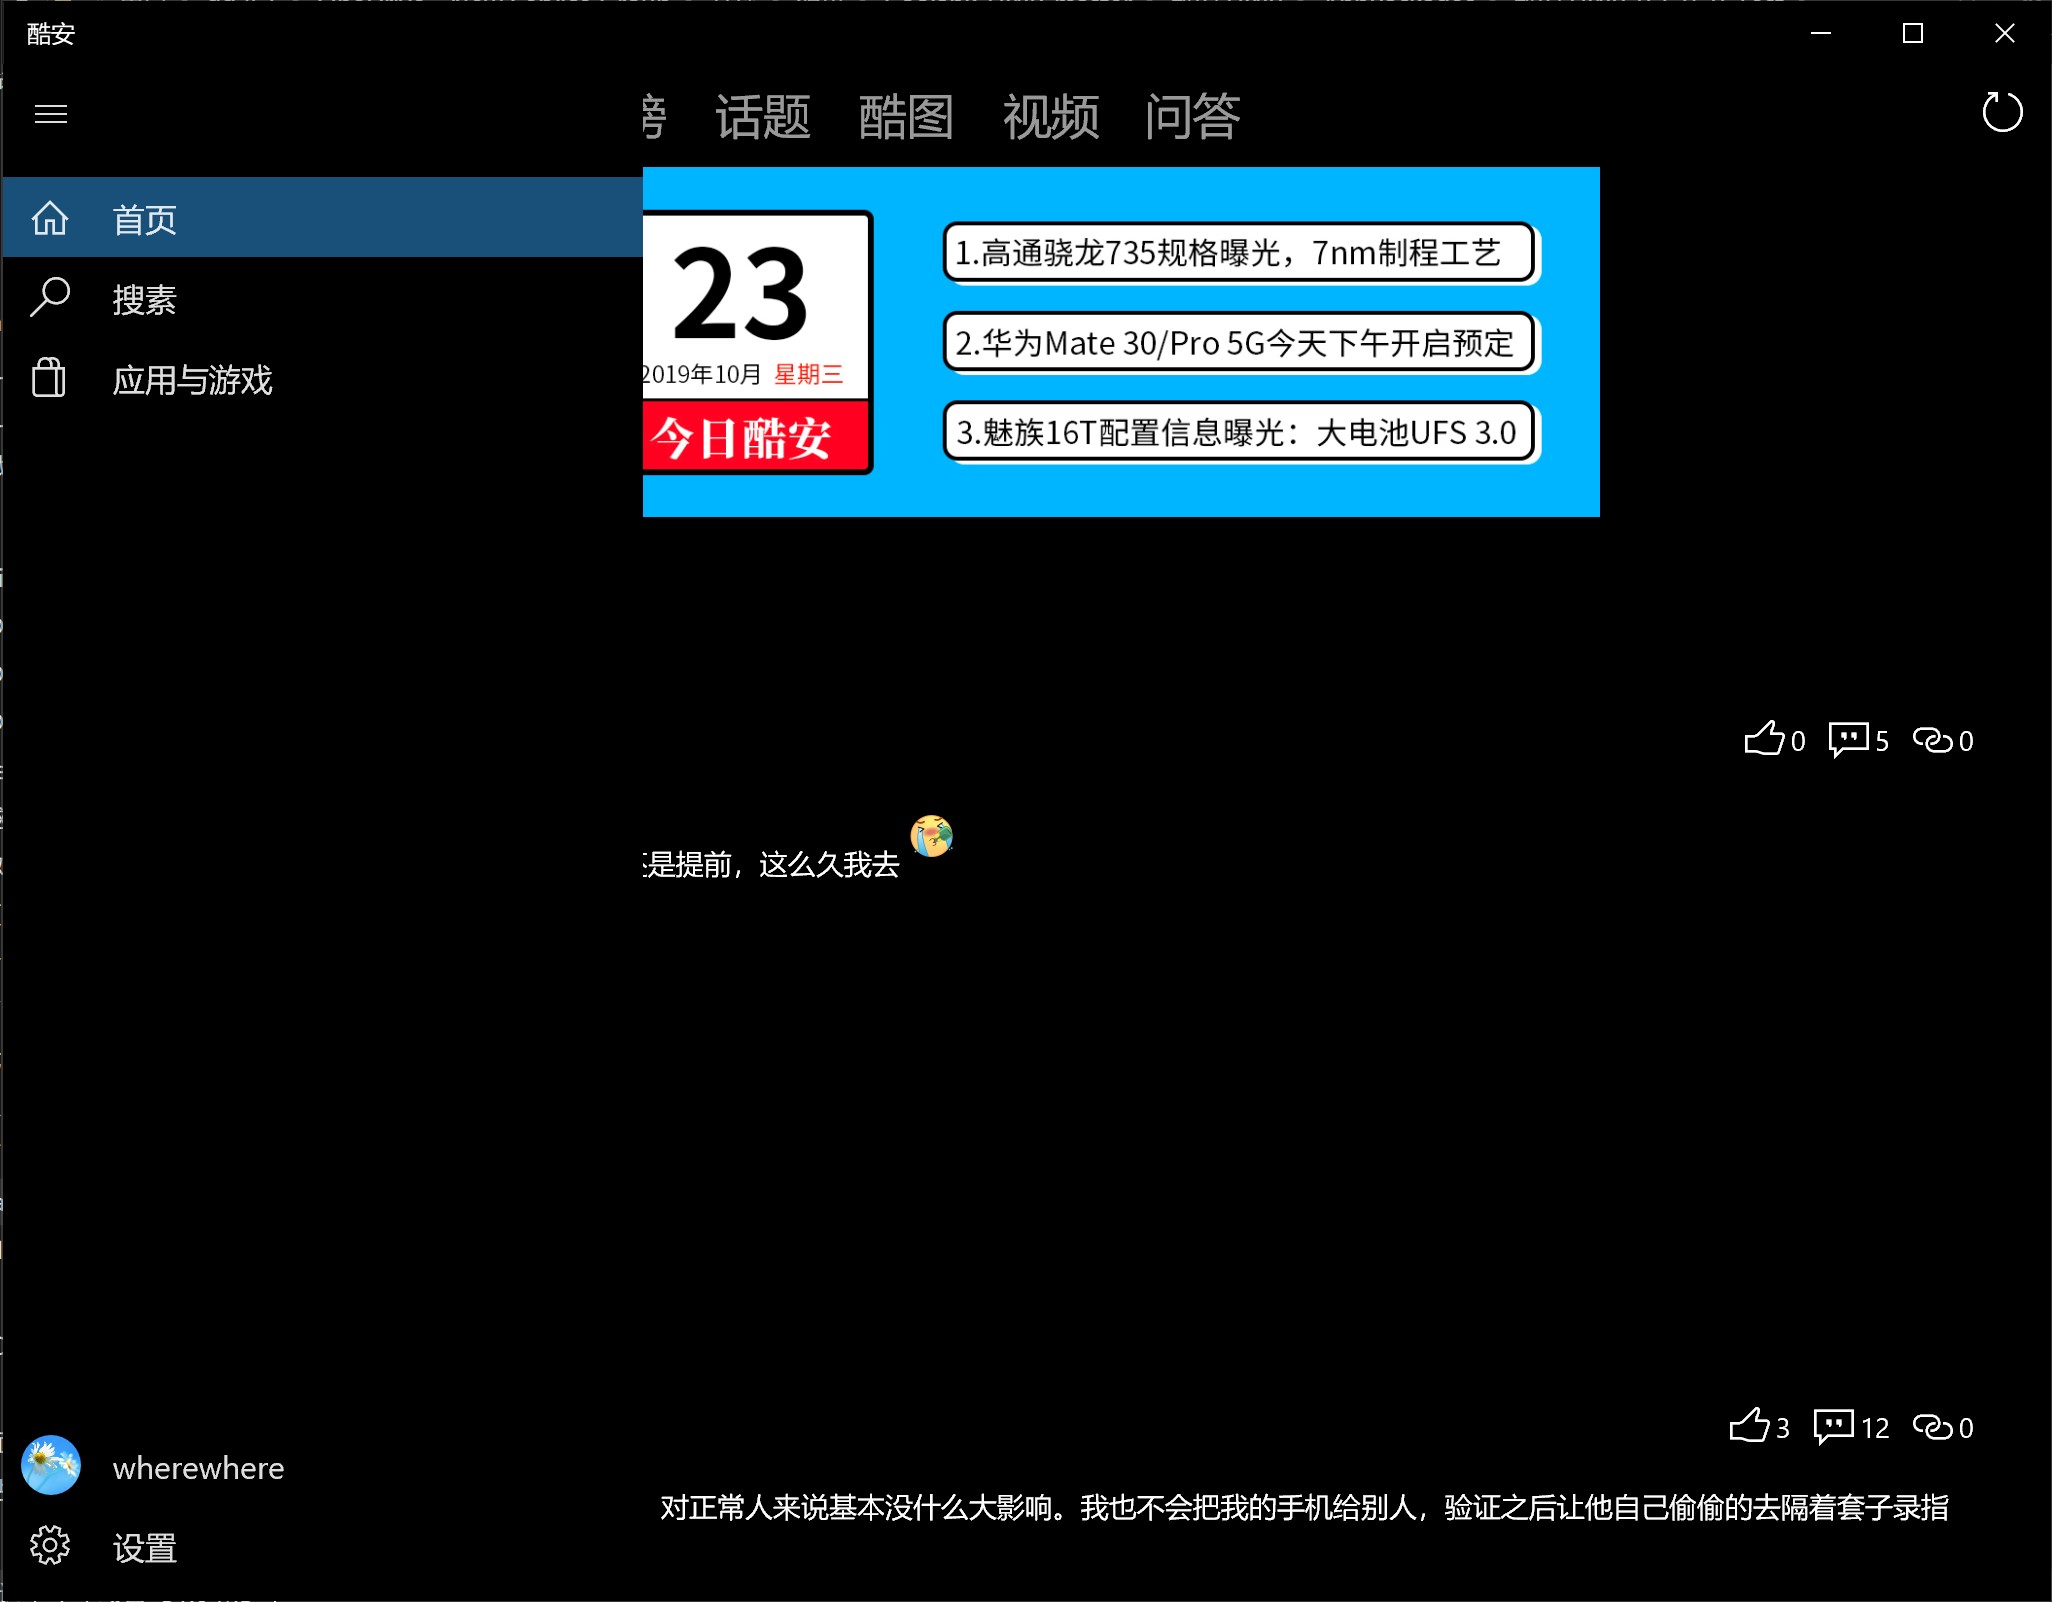 酷安
榜 话题 酷图 视频 问答
首页
搜素
应用与游戏
23
2019年10月 星期三
今日酷安
1.高通骁龙735规格曝光，7nm制程工艺
2.华为Mate 30/Pro 5G今天下午开启预定
3.魅族16T配置信息曝光：大电池UFS 3.0
0 5 0
是提前，这么久我去
3 12 0
对正常人来说基本没什么大影响。我也不会把我的手机给别人，验证之后让他自己偷偷的去隔着套子录指
wherewhere
设置